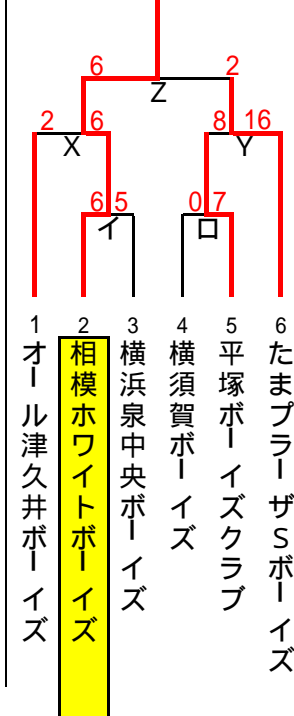 6 2
Z
2 6 8 16
X Y
6 5 0 7
イ ロ
1 2 3 4 5 6
オール津久井ボーイズ
相模ホワイトボーイズ
横浜泉中央ボーイズ
横須賀ボーイズ
平塚ボーイズクラブ
たまプラーザSボーイズ